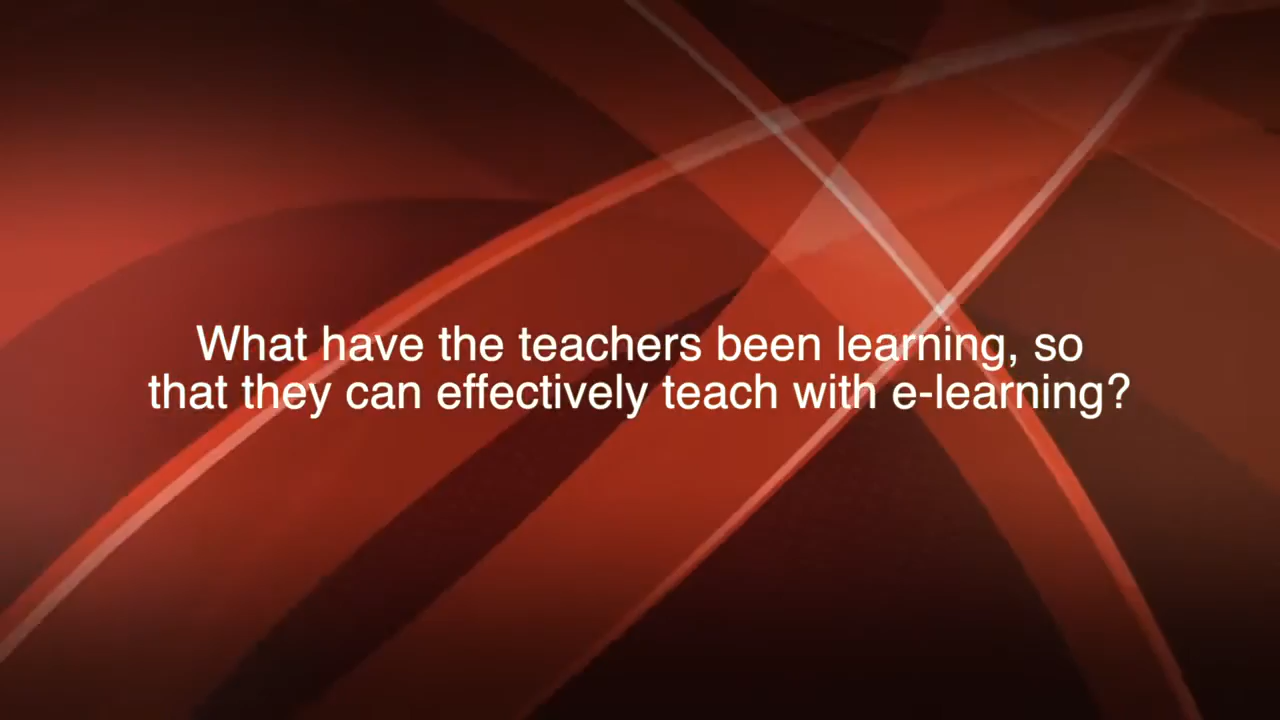 What have the teachers been learning, so
that they can effectively teach with e-learning?